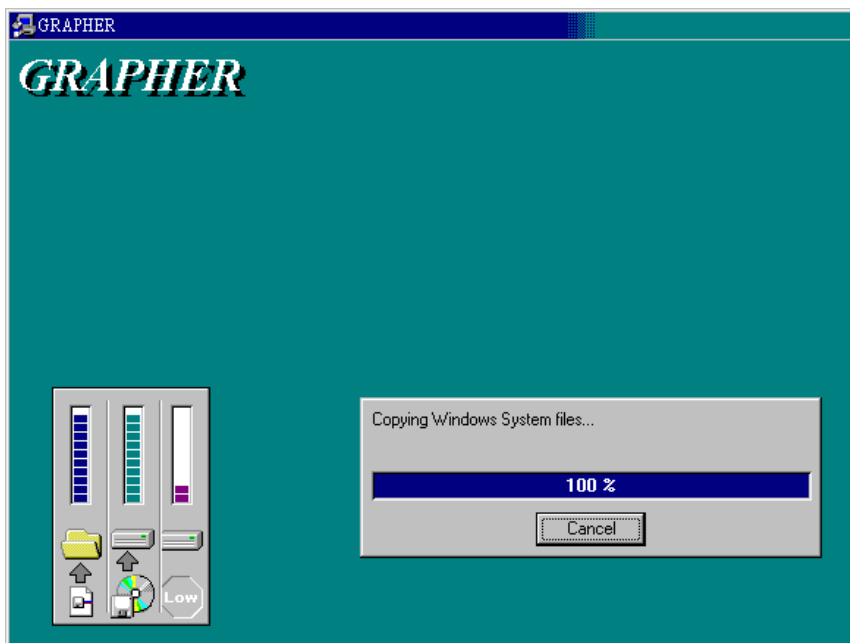 GRAPHER
GRAPHER
Copying Windows System files...
100 %
Cancel
Low